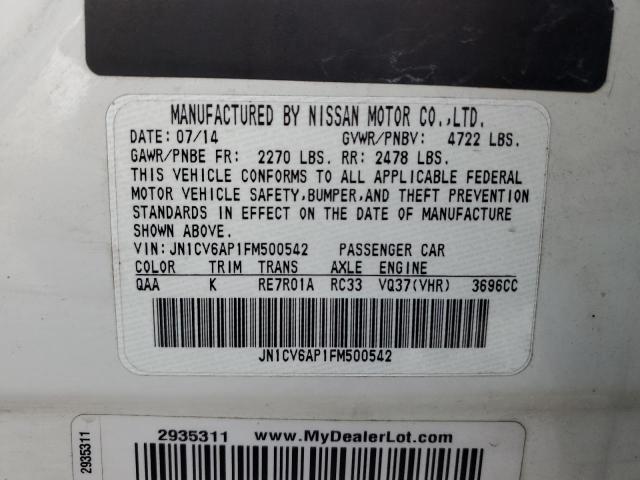 MANUFACTURED BY NISSAN MOTOR CO.,LTD.
DATE: 07/14 GVWR/PNBV: 4722 LBS.
GAWR/PNBE FR: 2270 LBS. RR: 2478 LBS.
THIS VEHICLE CONFORMS TO ALL APPLICABLE FEDERAL
MOTOR VEHICLE SAFETY,BUMPER,AND THEFT PREVENTION
STANDARDS IN EFFECT ON THE DATE OF MANUFACTURE
SHOWN ABOVE.
VIN: JN1CV6AP1FM500542 PASSENGER CAR
COLOR TRIM TRANS AXLE ENGINE
QAA K RE7R01A RC33 VQ37(VHR) 3696CC
JN1CV6AP1FM500542
2935311 www.MyDealerLot.com
2935311